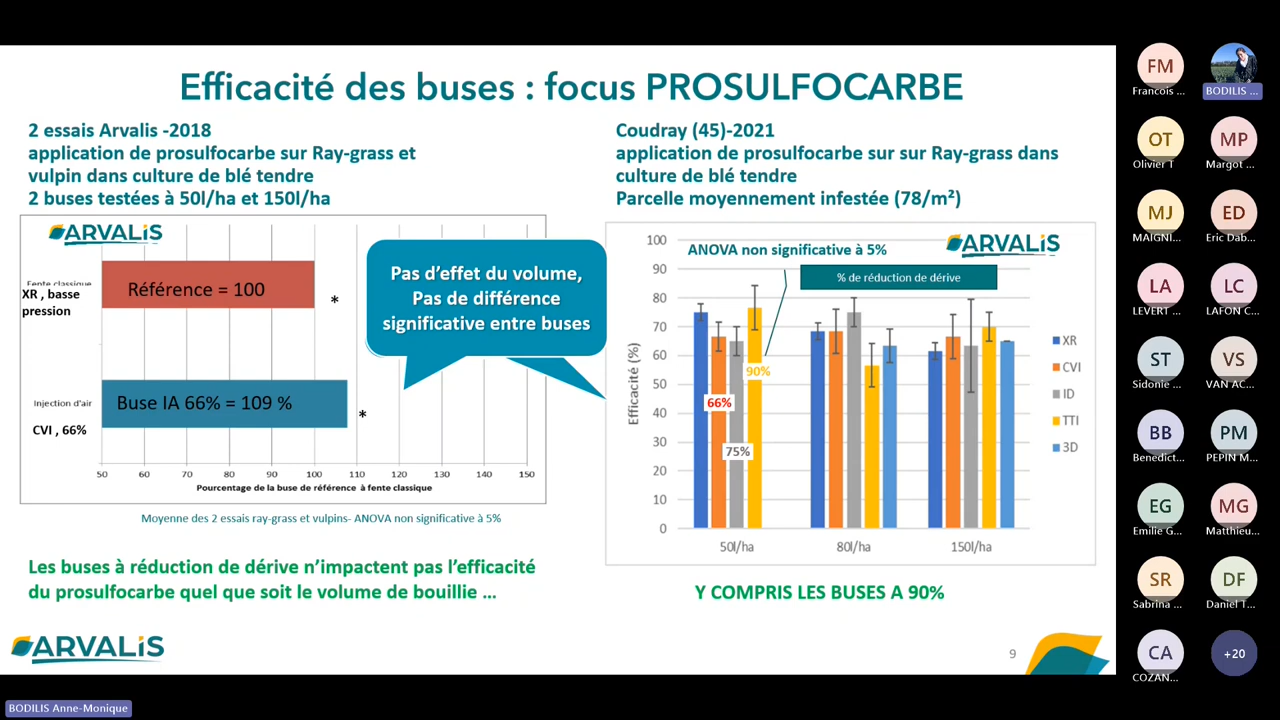 Efficacité des buses : focus PROSULFOCARBE
2 essais Arvalis -2018
application de prosulfocarbe sur Ray-grass et
vulpin dans culture de blé tendre
2 buses testées à 50l/ha et 150l/ha
ARVALIS
Fente classique
XR , basse
pression
Référence = 100
*
Injection d'air
CVI , 66%
Buse IA 66% = 109 %
*
50 60 70 80 90 100 110 120 130 140 150
Pourcentage de la buse de référence à fente classique
Moyenne des 2 essais ray-grass et vulpins- ANOVA non significative à 5%
Pas d'effet du volume,
Pas de différence
significative entre buses
Les buses à réduction de dérive n'impactent pas l'efficacité
du prosulfocarbe quel que soit le volume de bouillie …
Coudray (45)-2021
application de prosulfocarbe sur sur Ray-grass dans
culture de blé tendre
Parcelle moyennement infestée (78/m²)
ANOVA non significative à 5%
ARVALIS
% de réduction de dérive
Efficacité (%)
100
90
80
70
60
50
40
30
20
10
0
90%
66%
75%
XR
CVI
ID
TTI
3D
50l/ha 80l/ha 150l/ha
Y COMPRIS LES BUSES A 90%
ARVALIS
9
FM
Francois ...
BODILIS ...
OT
Olivier T
MP
Margot ...
MJ
MAIGNI...
ED
Eric Dab...
LA
LEVERT ...
LC
LAFON C...
ST
Sidonie ...
VS
VAN AC...
BB
Benedict...
PM
PEPIN M...
EG
Emilie G...
MG
Matthieu...
SR
Sabrina ...
DF
Daniel T...
CA
COZAN...
+20
BODILIS Anne-Monique